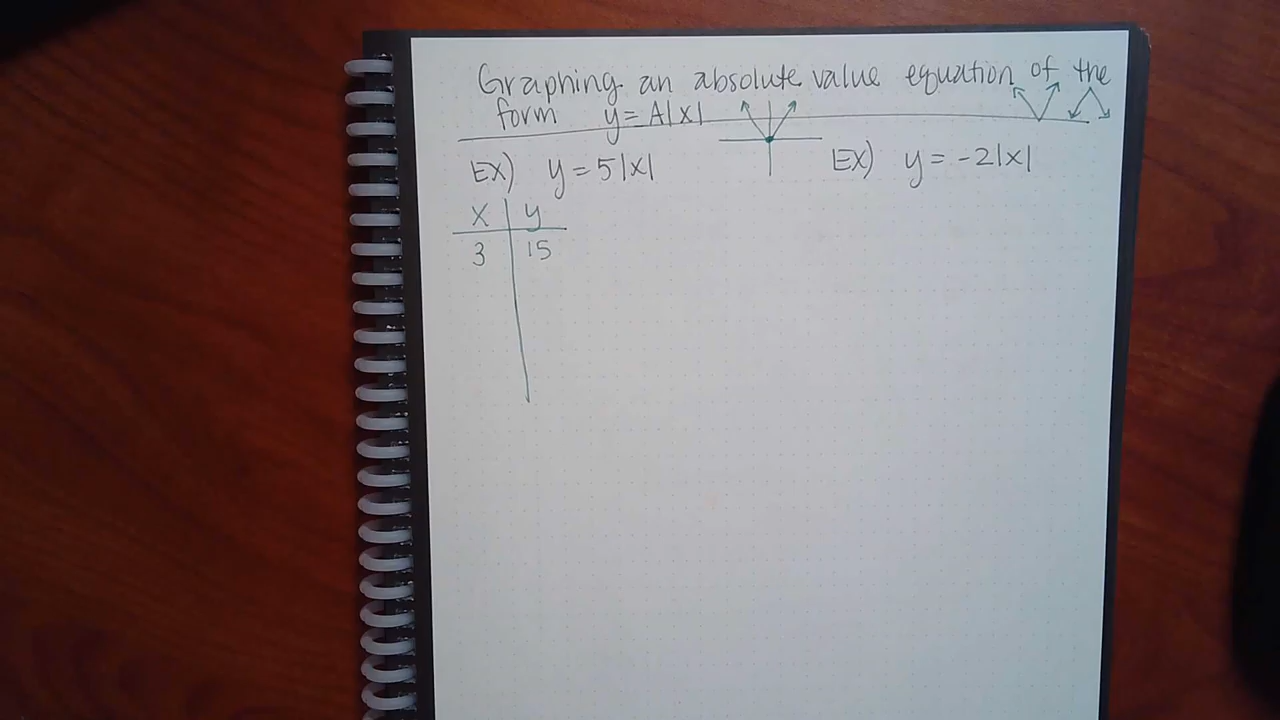 Graphing an absolute value equation of the
form y = A|x|
EX) y = 5|x|
EX) y = -2|x|
x y
3 15